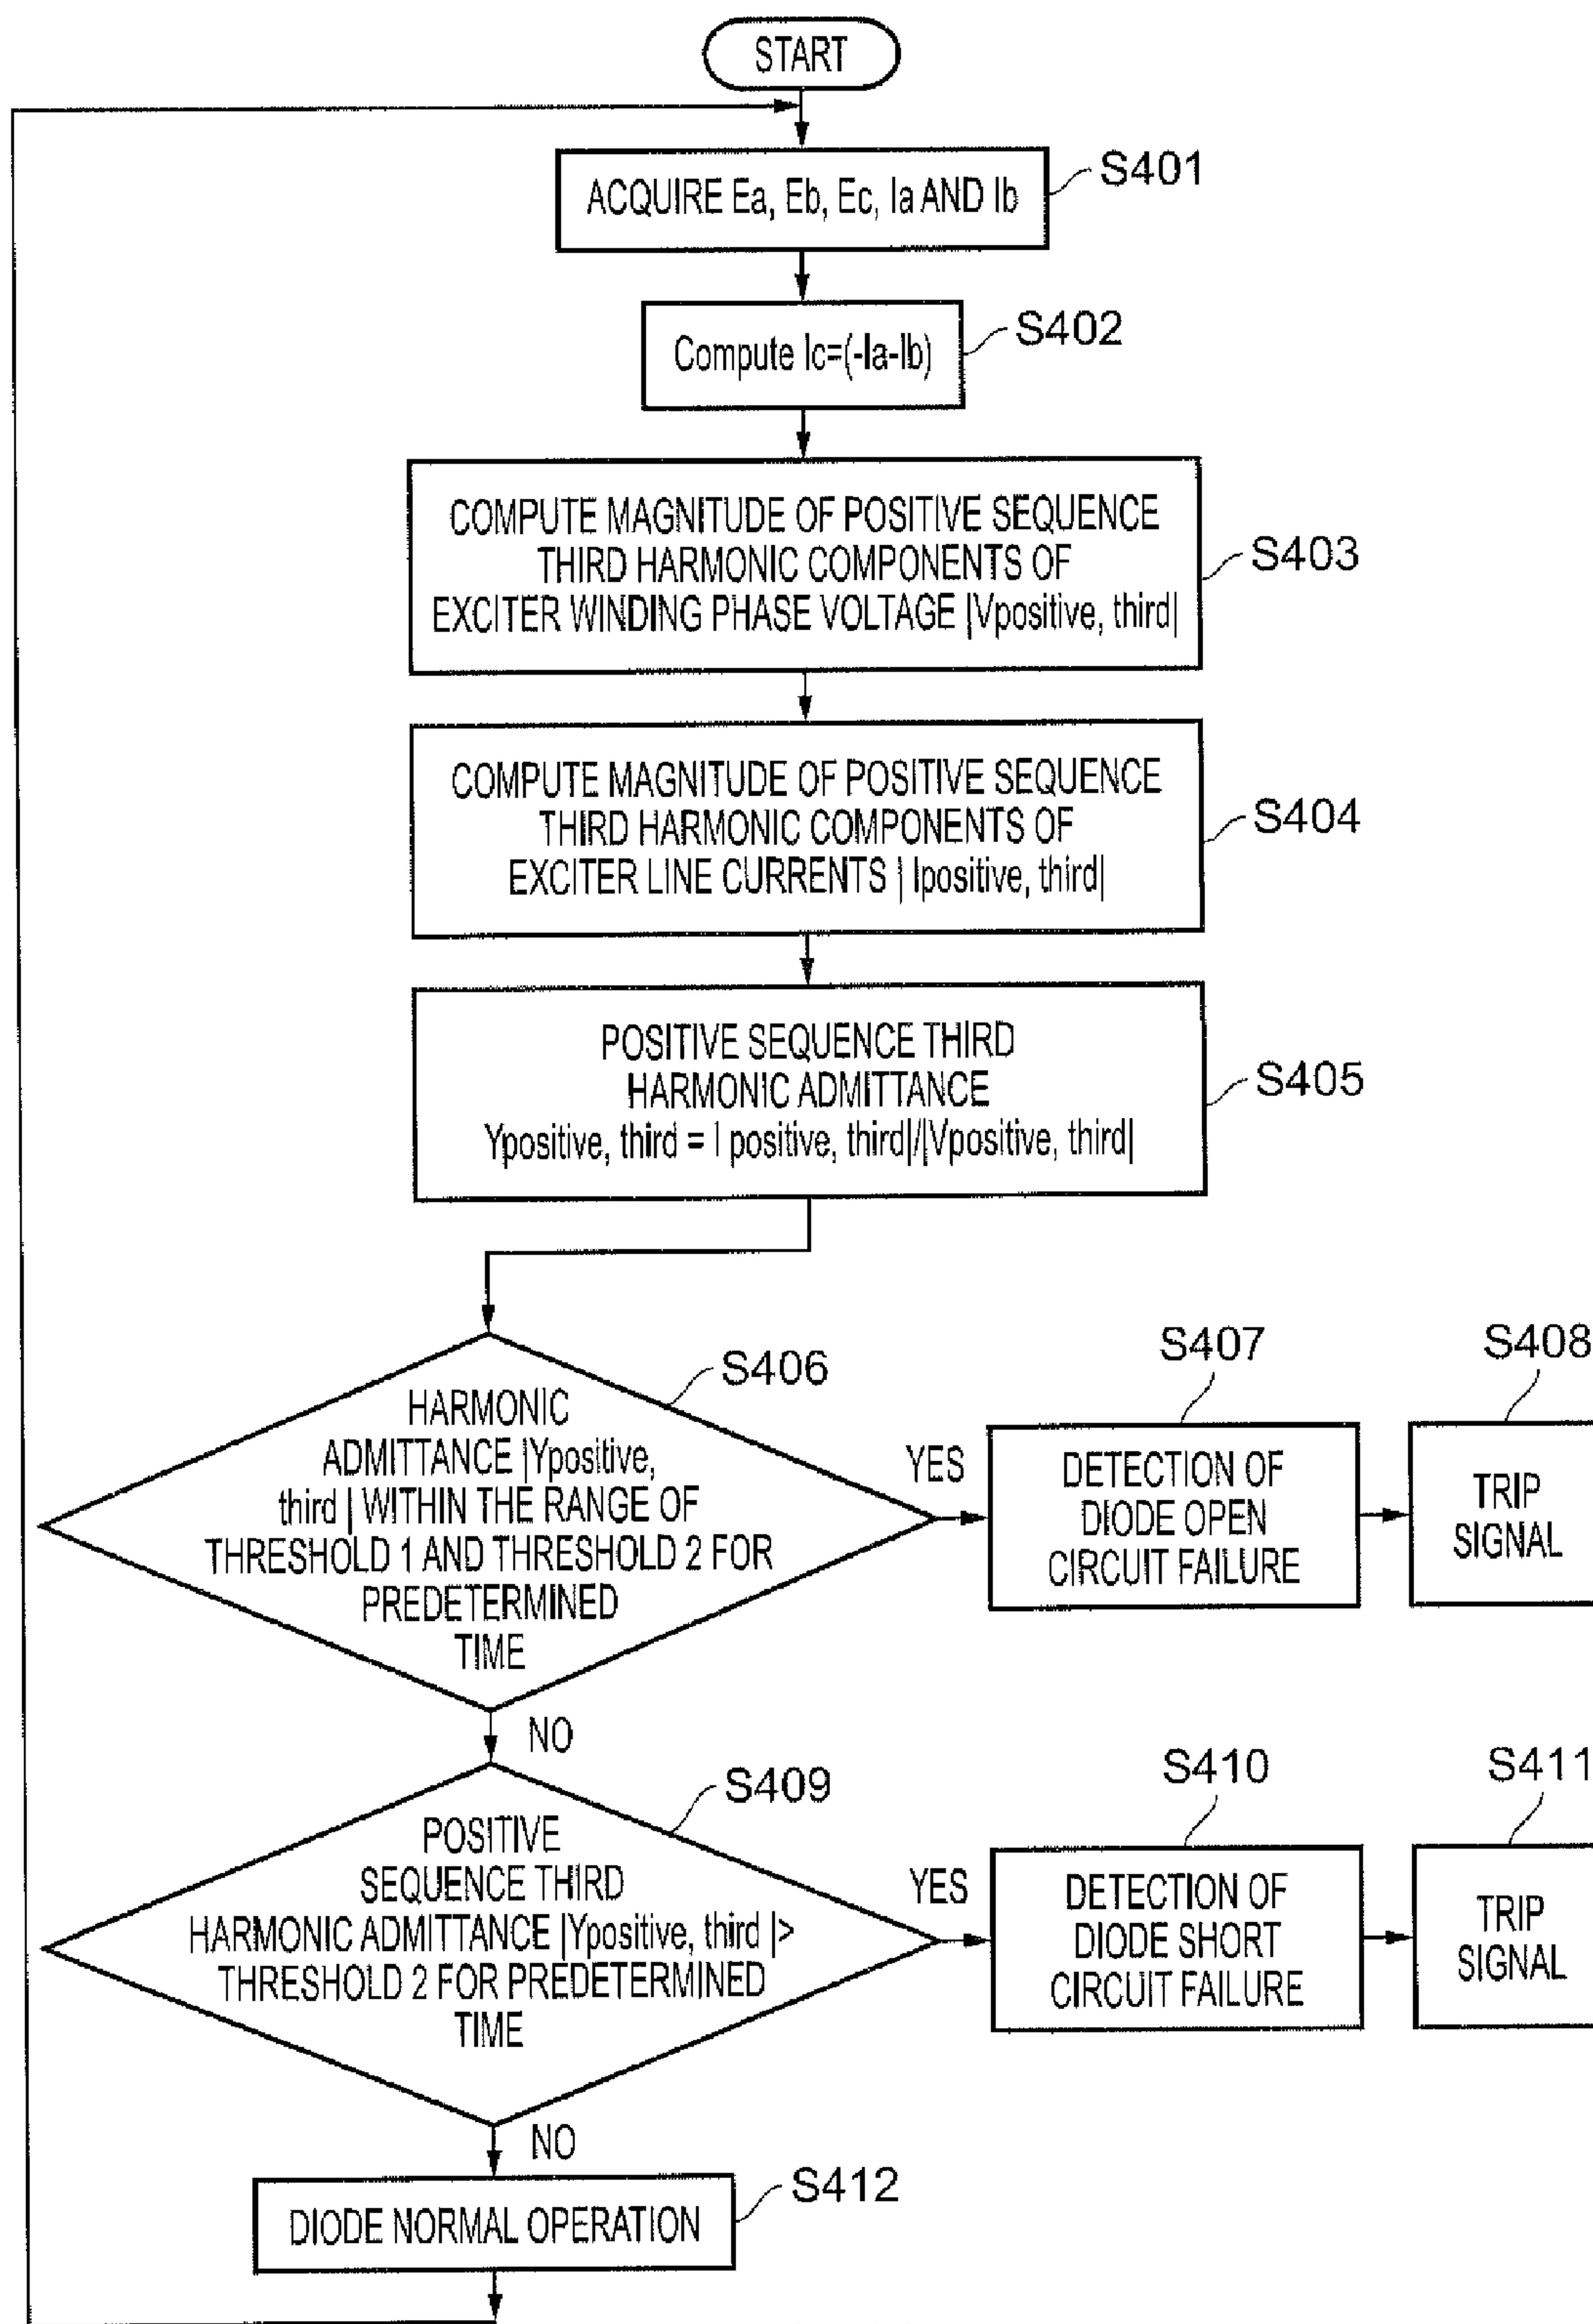 START
ACQUIRE Ea, Eb, Ec, Ia AND Ib
S401
Compute Ic=(-Ia-Ib)
S402
COMPUTE MAGNITUDE OF POSITIVE SEQUENCE
THIRD HARMONIC COMPONENTS OF
EXCITER WINDING PHASE VOLTAGE |Vpositive, third|
S403
COMPUTE MAGNITUDE OF POSITIVE SEQUENCE
THIRD HARMONIC COMPONENTS OF
EXCITER LINE CURRENTS | Ipositive, third|
S404
POSITIVE SEQUENCE THIRD
HARMONIC ADMITTANCE
Ypositive, third = I positive, third|/|Vpositive, third|
S405
HARMONIC
ADMITTANCE |Ypositive,
third | WITHIN THE RANGE OF
THRESHOLD 1 AND THRESHOLD 2 FOR
PREDETERMINED
TIME
S406
YES
DETECTION OF
DIODE OPEN
CIRCUIT FAILURE
S407
TRIP
SIGNAL
S408
NO
POSITIVE
SEQUENCE THIRD
HARMONIC ADMITTANCE |Ypositive, third |>
THRESHOLD 2 FOR PREDETERMINED
TIME
S409
YES
DETECTION OF
DIODE SHORT
CIRCUIT FAILURE
S410
TRIP
SIGNAL
S411
NO
DIODE NORMAL OPERATION
S412